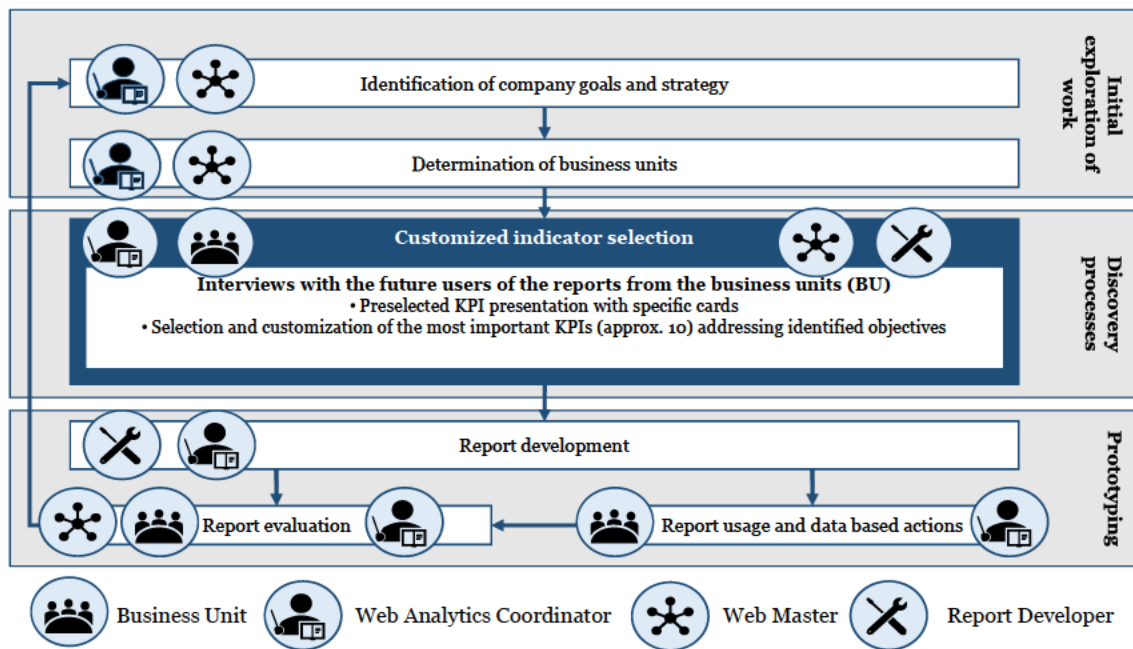 Identification of company goals and strategy
Determination of business units
Initial
exploration of
work
Customized indicator selection
Interviews with the future users of the reports from the business units (BU)
• Preselected KPI presentation with specific cards
• Selection and customization of the most important KPIs (approx. 10) addressing identified objectives
Discovery
processes
Report development
Report evaluation
Report usage and data based actions
Prototyping
Business Unit
Web Analytics Coordinator
Web Master
Report Developer